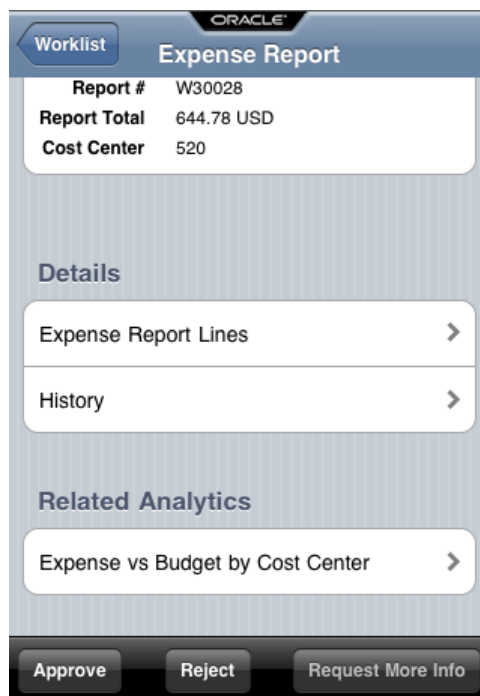 ORACLE
Worklist
Expense Report
Report # W30028
Report Total 644.78 USD
Cost Center 520
Details
Expense Report Lines
History
Related Analytics
Expense vs Budget by Cost Center
Approve Reject Request More Info